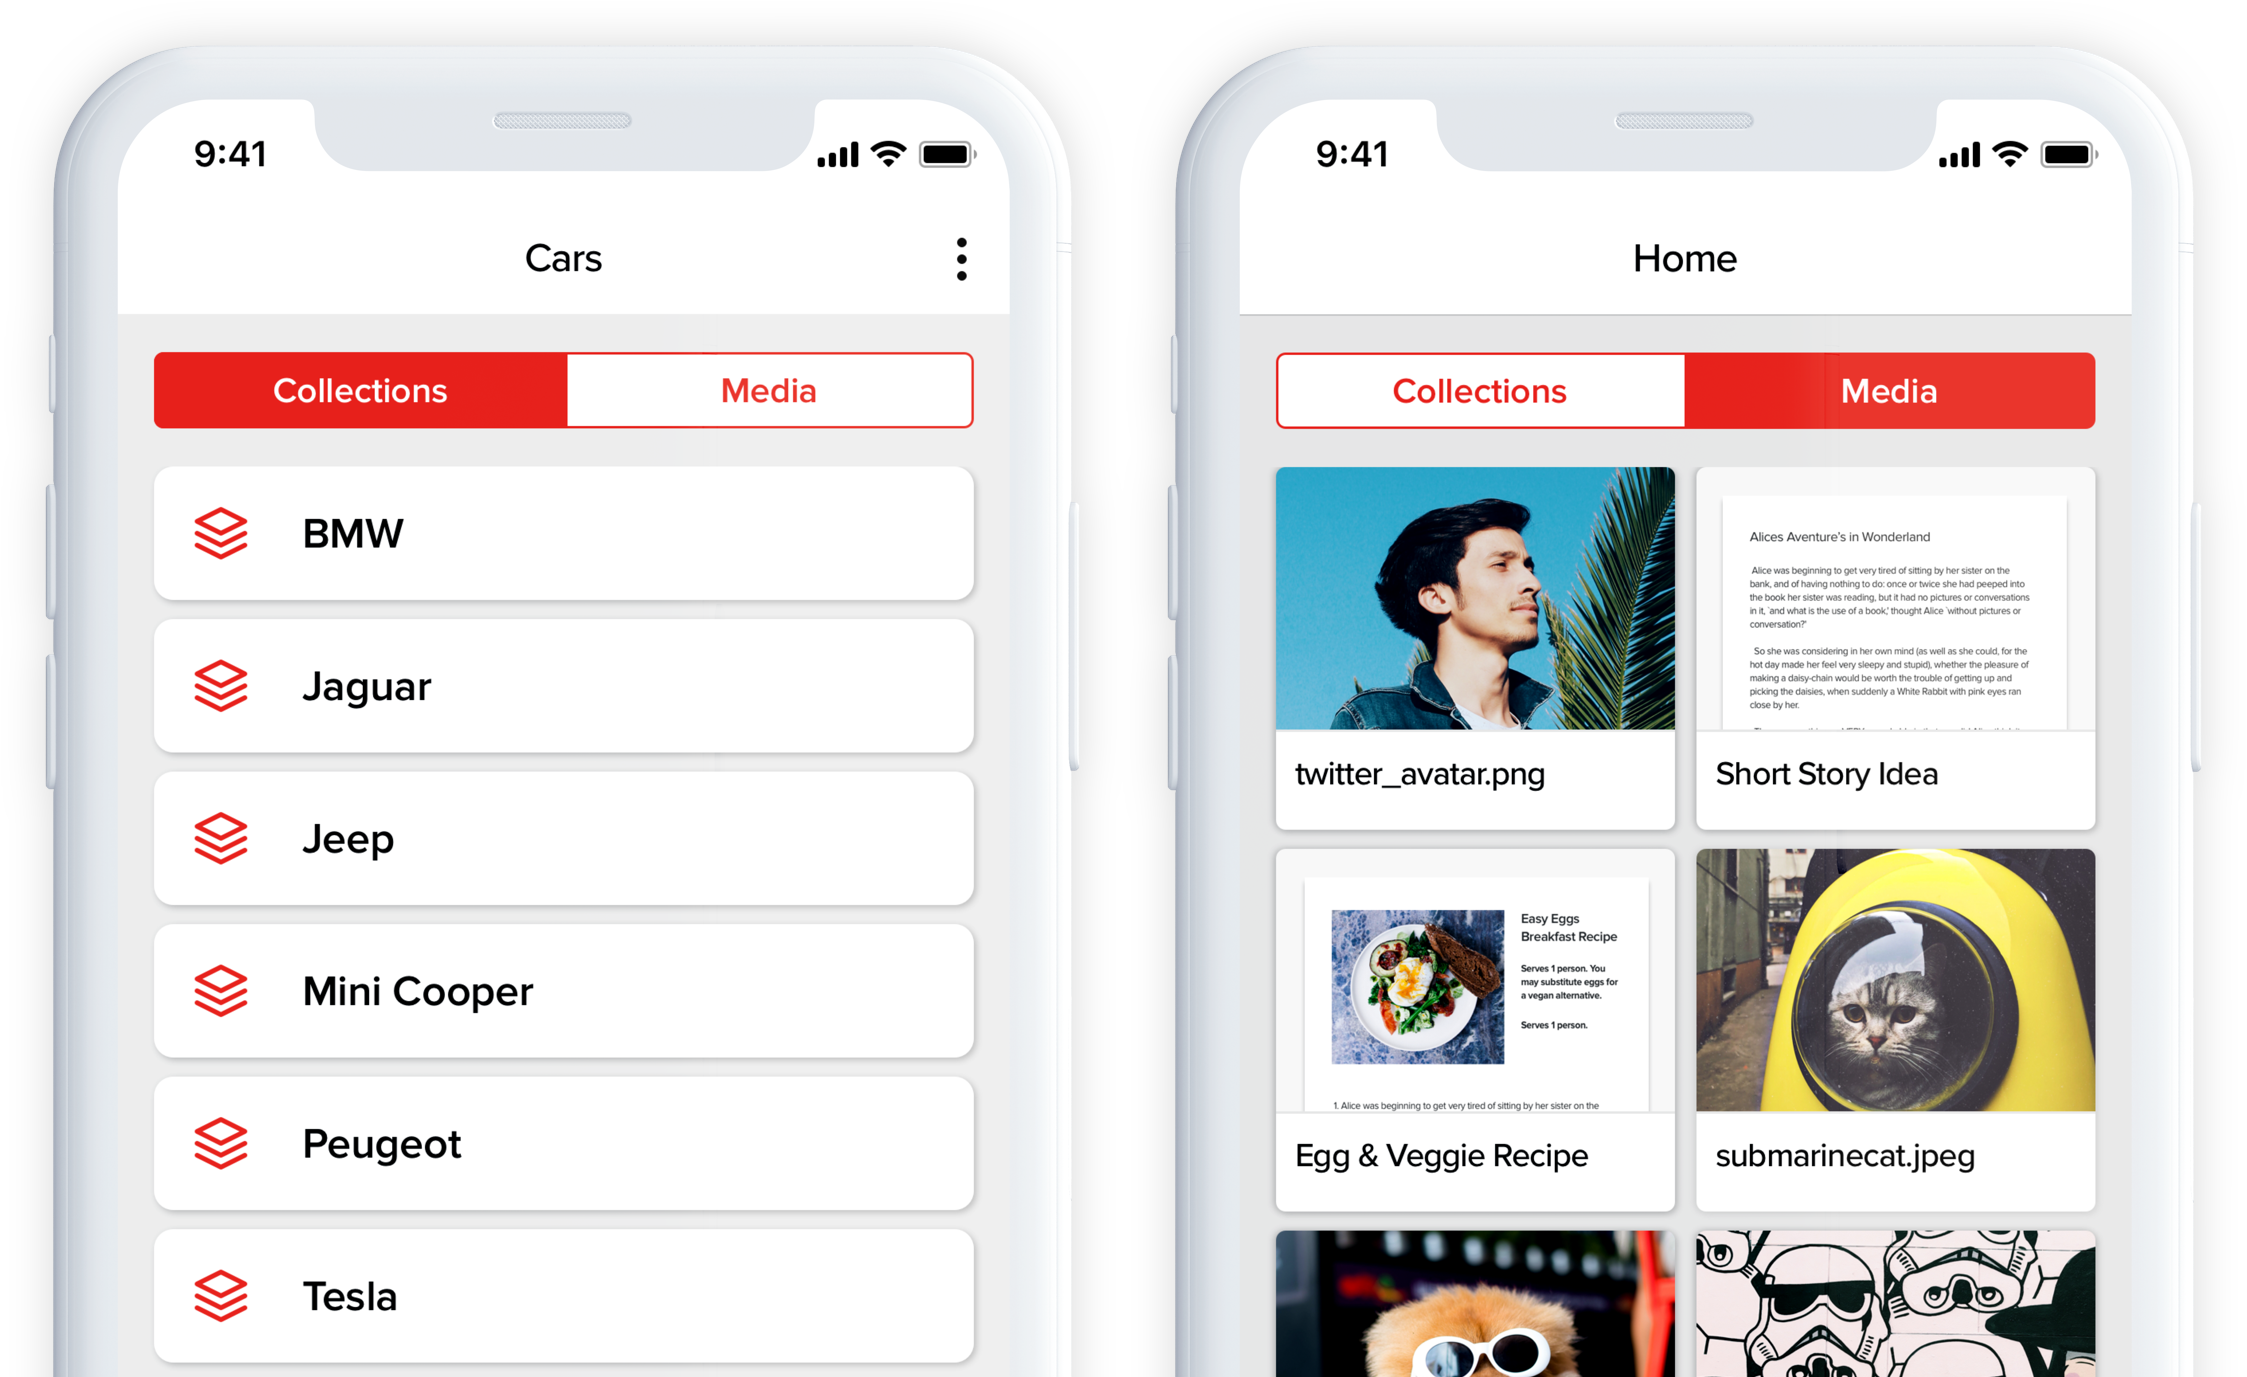 9:41
Cars
Collections
Media
BMW
Jaguar
Jeep
Mini Cooper
Peugeot
Tesla
9:41
Home
Collections
Media
twitter_avatar.png
Alices Aventure's in Wonderland
Alice was beginning to get very tired of sitting by her sister on the
bank, and of having nothing to do: once or twice she had peeped into
the book her sister was reading, but it had no pictures or conversations
in it, `and what is the use of a book,' thought Alice `without pictures or
conversation?'
So she was considering in her own mind (as well as she could, for the
hot day made her feel very sleepy and stupid), whether the pleasure of
making a daisy-chain would be worth the trouble of getting up and
picking the daisies, when suddenly a White Rabbit with pink eyes ran
close by her.
Short Story Idea
Easy Eggs
Breakfast Recipe
Serves 1 person. You
may substitute eggs for
a vegan alternative.
Serves 1 person.
1. Alice was beginning to get very tired of sitting by her sister on the
Egg & Veggie Recipe
submarinecat.jpeg